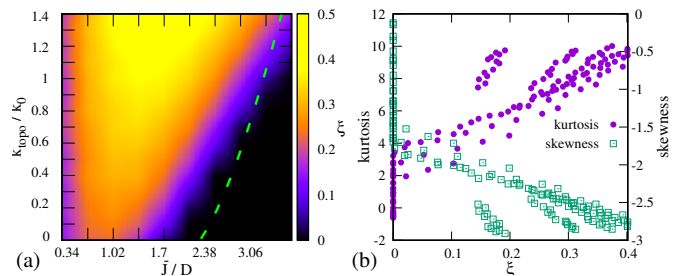 1.4
1.2
1
0.8
0.6
0.4
0.2
0
κtopo / κ0
0.34 1.02 1.7 2.38 3.06
J̄ / D
(a)
0.5
0.4
0.3
0.2
0.1
0
ξ
12
10
8
6
4
2
0
-2
kurtosis
kurtosis
skewness
0 0.1 0.2 0.3 0.4
ξ
(b)
0
-0.5
-1
-1.5
-2
-2.5
-3
skewness